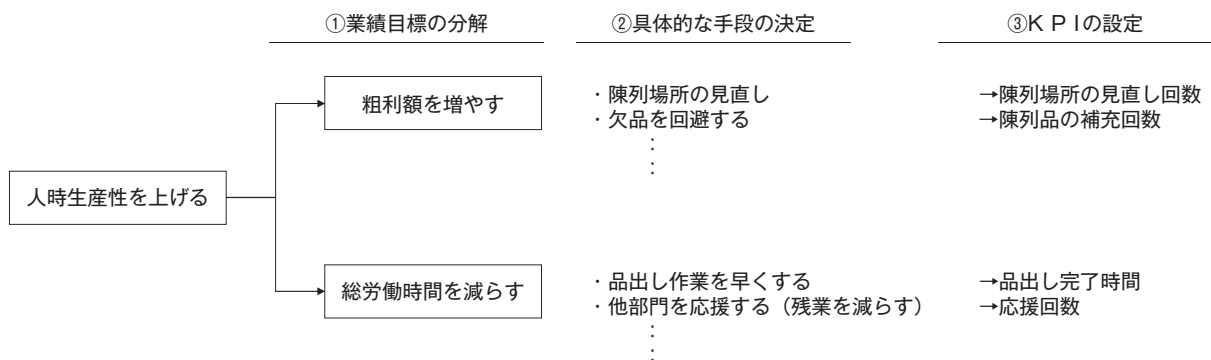 ①業績目標の分解
②具体的な手段の決定
③KPIの設定
粗利額を増やす
・陳列場所の見直し
→陳列場所の見直し回数
・欠品を回避する
→陳列品の補充回数
人時生産性を上げる
総労働時間を減らす
・品出し作業を早くする
→品出し完了時間
・他部門を応援する（残業を減らす）
→応援回数